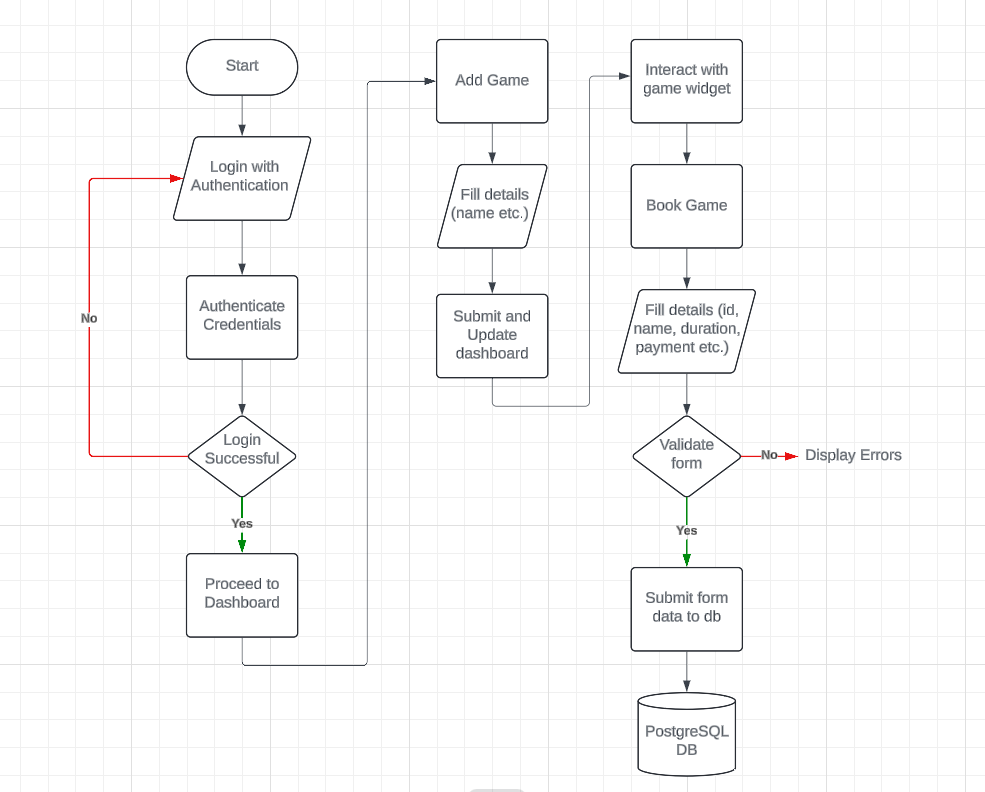 Start
Login with
Authentication
No
Authenticate
Credentials
Login
Successful
Yes
Proceed to
Dashboard
Add Game
Fill details
(name etc.)
Submit and
Update
dashboard
Interact with
game widget
Book Game
Fill details (id,
name, duration,
payment etc.)
Validate
form
No
Display Errors
Yes
Submit form
data to db
PostgreSQL
DB